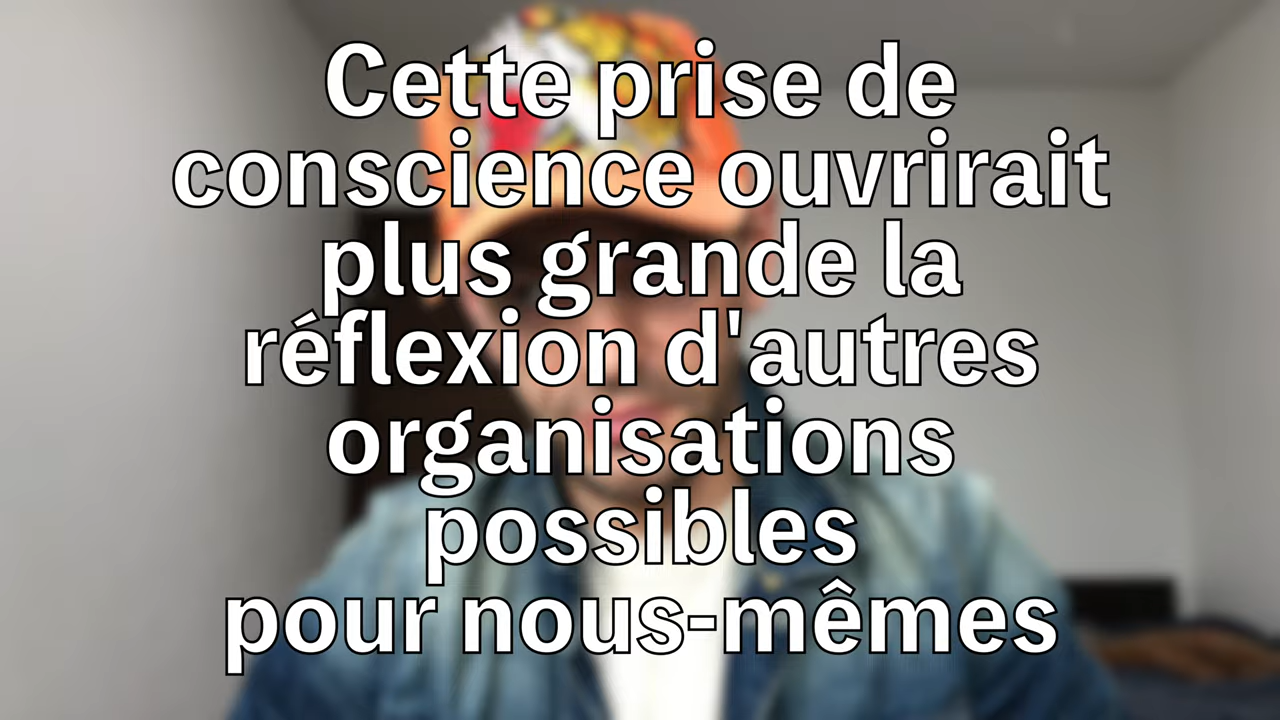 Cette prise de
conscience ouvrirait
plus grande la
réflexion d'autres
organisations
possibles
pour nous-mêmes